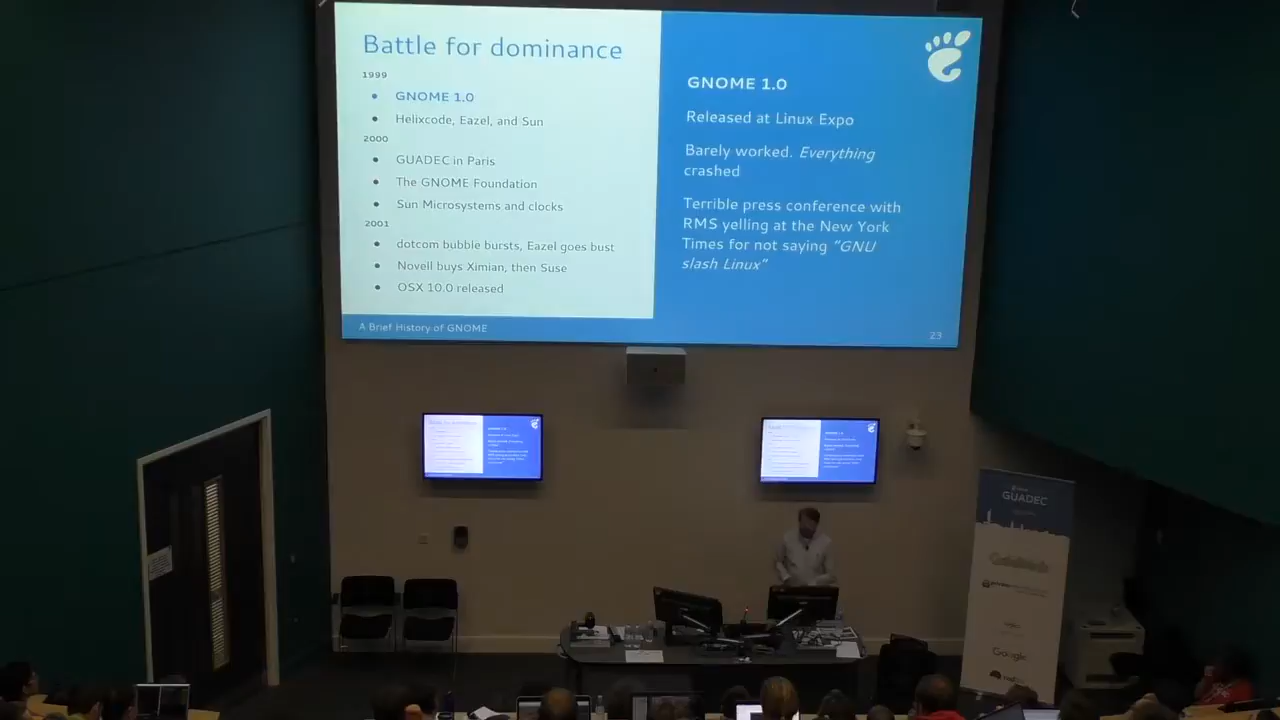 Battle for dominance
1999
GNOME 1.0
Helixcode, Eazel, and Sun
2000
GUADEC in Paris
The GNOME Foundation
Sun Microsystems and clocks
2001
dotcom bubble bursts, Eazel goes bust
Novell buys Ximian, then Suse
OSX 10.0 released
A Brief History of GNOME
GNOME 1.0
Released at Linux Expo
Barely worked. Everything
crashed
Terrible press conference with
RMS yelling at the New York
Times for not saying “GNU
slash Linux”
23
GUADEC
Google